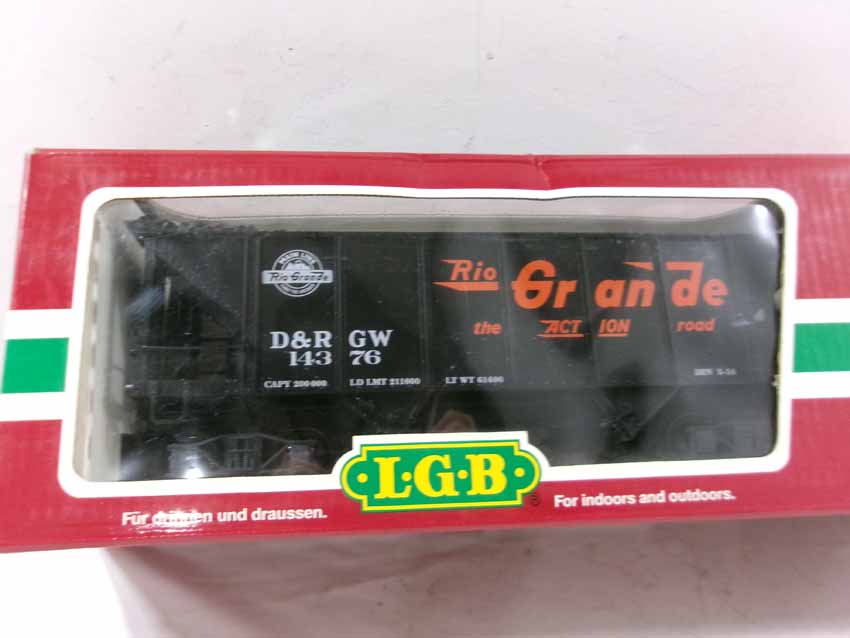 Rio Grande
Rio Grande
the ACTION road
D&RGW
14376
CAPY 200000 LD LMT 211000 LT WT 61600
L·G·B®
Für drinnen und draussen.
For indoors and outdoors.